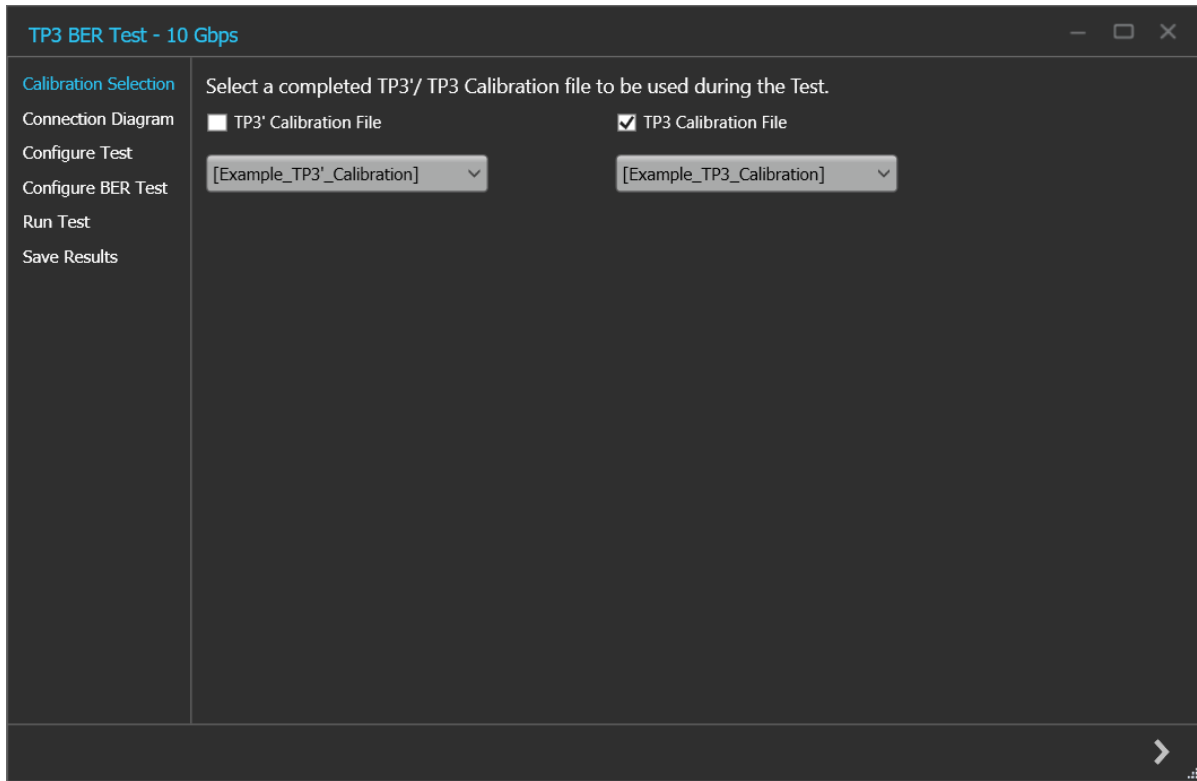 TP3 BER Test - 10 Gbps
Calibration Selection
Connection Diagram
Configure Test
Configure BER Test
Run Test
Save Results
Select a completed TP3'/ TP3 Calibration file to be used during the Test.
TP3' Calibration File
TP3 Calibration File
[Example_TP3'_Calibration]
[Example_TP3_Calibration]